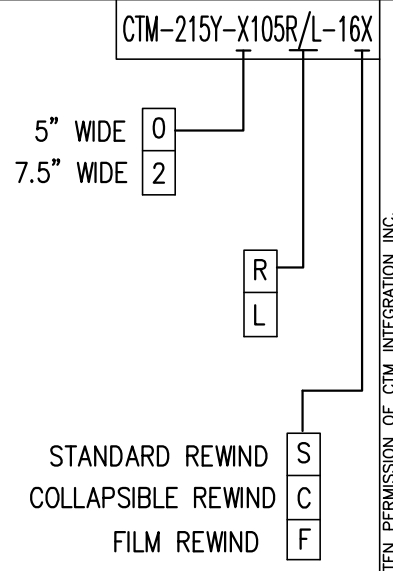 CTM-215Y-X105R/L-16X
5" WIDE 0
7.5" WIDE 2
R
L
STANDARD REWIND S
COLLAPSIBLE REWIND C
FILM REWIND F
TEN PERMISSION OF CTM INTEGRATION INC.